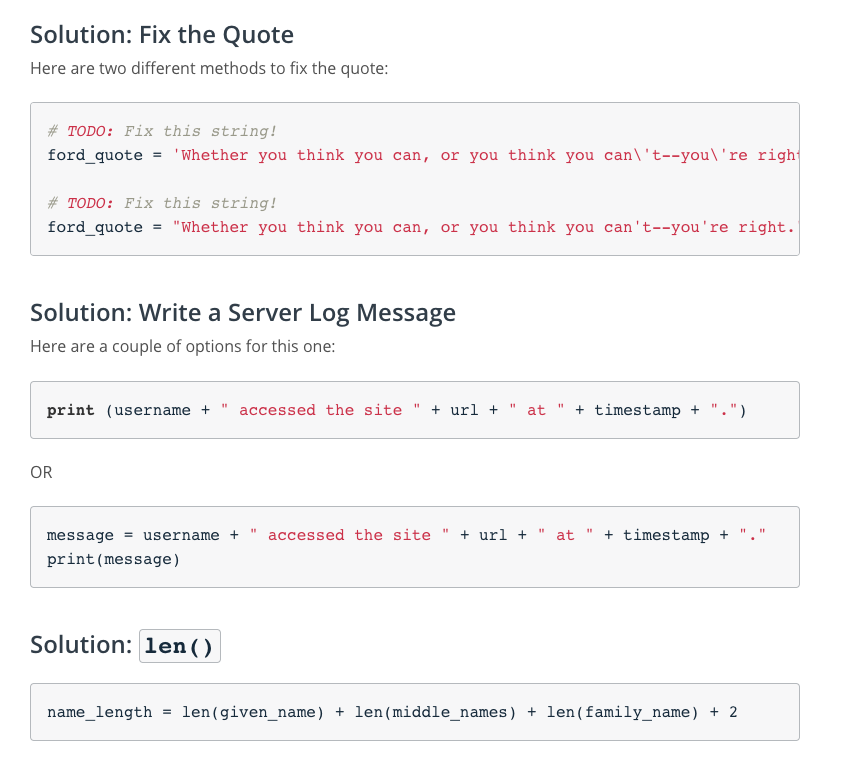 Solution: Fix the Quote
Here are two different methods to fix the quote:
# TODO: Fix this string!
ford_quote = 'Whether you think you can, or you think you can\'t--you\'re right
# TODO: Fix this string!
ford_quote = "Whether you think you can, or you think you can't--you're right."
Solution: Write a Server Log Message
Here are a couple of options for this one:
print (username + " accessed the site " + url + " at " + timestamp + ".")
OR
message = username + " accessed the site " + url + " at " + timestamp + "."
print(message)
Solution: len()
name_length = len(given_name) + len(middle_names) + len(family_name) + 2